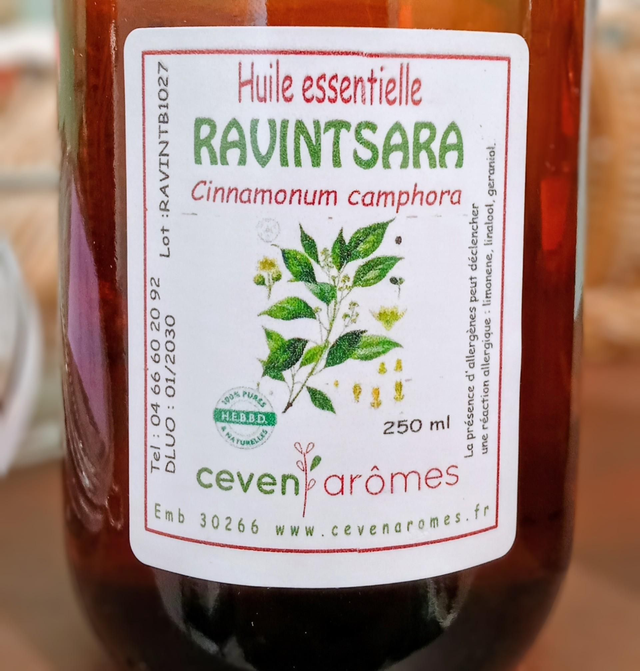 Huile essentielle
RAVINTSARA
Cinnamonum camphora
Lot :RAVINTB1027
Tel : 04 66 60 20 92
DLUO : 01/2030
La présence d'allergènes peut déclencher
une réaction allergique : limonene, linalool, geraniol.
100% PURES
H.E.B.B.D.
& NATURELLES
250 ml
ceven arômes
Emb 30266 www.cevenaromes.fr